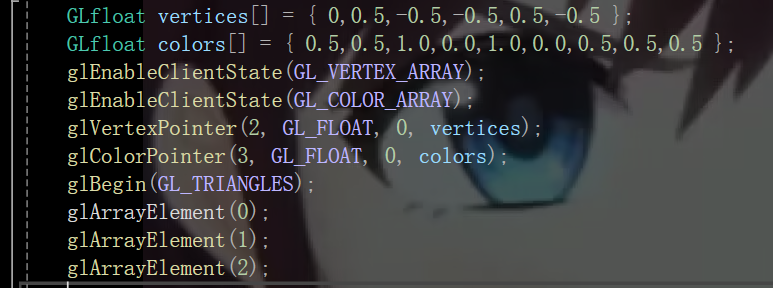 GLfloat vertices[] = { 0,0.5,-0.5,-0.5,0.5,-0.5 };
GLfloat colors[] = { 0.5,0.5,1.0,0.0,1.0,0.0,0.5,0.5,0.5 };
glEnableClientState(GL_VERTEX_ARRAY);
glEnableClientState(GL_COLOR_ARRAY);
glVertexPointer(2, GL_FLOAT, 0, vertices);
glColorPointer(3, GL_FLOAT, 0, colors);
glBegin(GL_TRIANGLES);
glArrayElement(0);
glArrayElement(1);
glArrayElement(2);